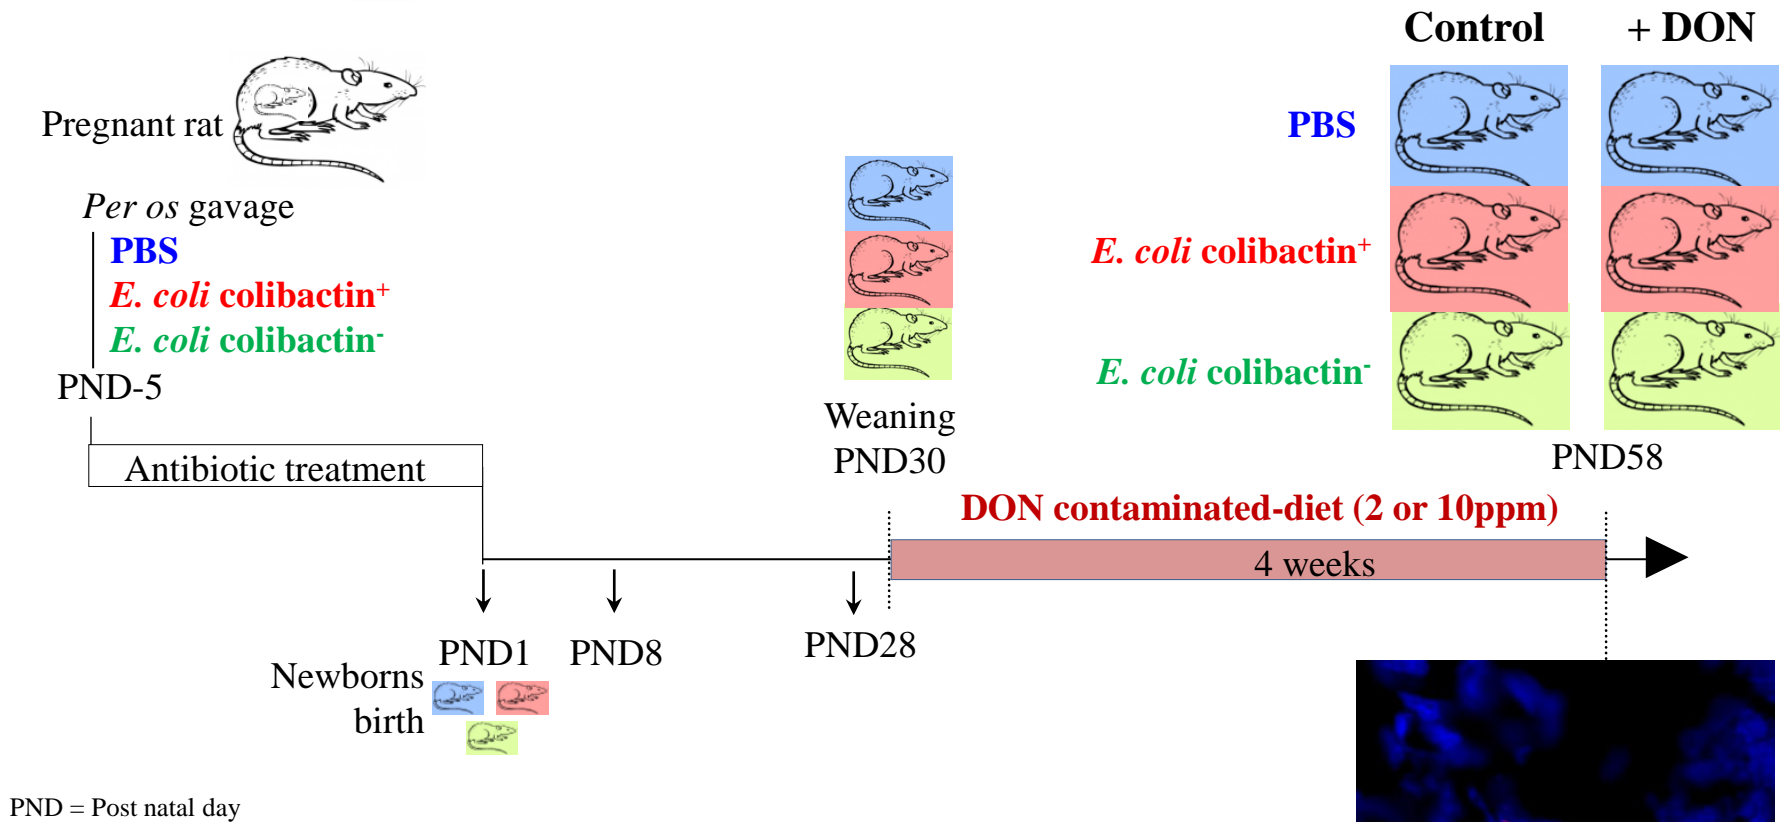 Control
+ DON
Pregnant rat
PBS
Per os gavage
PBS
E. coli colibactin⁺
E. coli colibactin⁺
E. coli colibactin⁻
E. coli colibactin⁻
PND-5
Weaning
PND30
PND58
Antibiotic treatment
DON contaminated-diet (2 or 10ppm)
4 weeks
PND1
PND8
PND28
Newborns
birth
PND = Post natal day